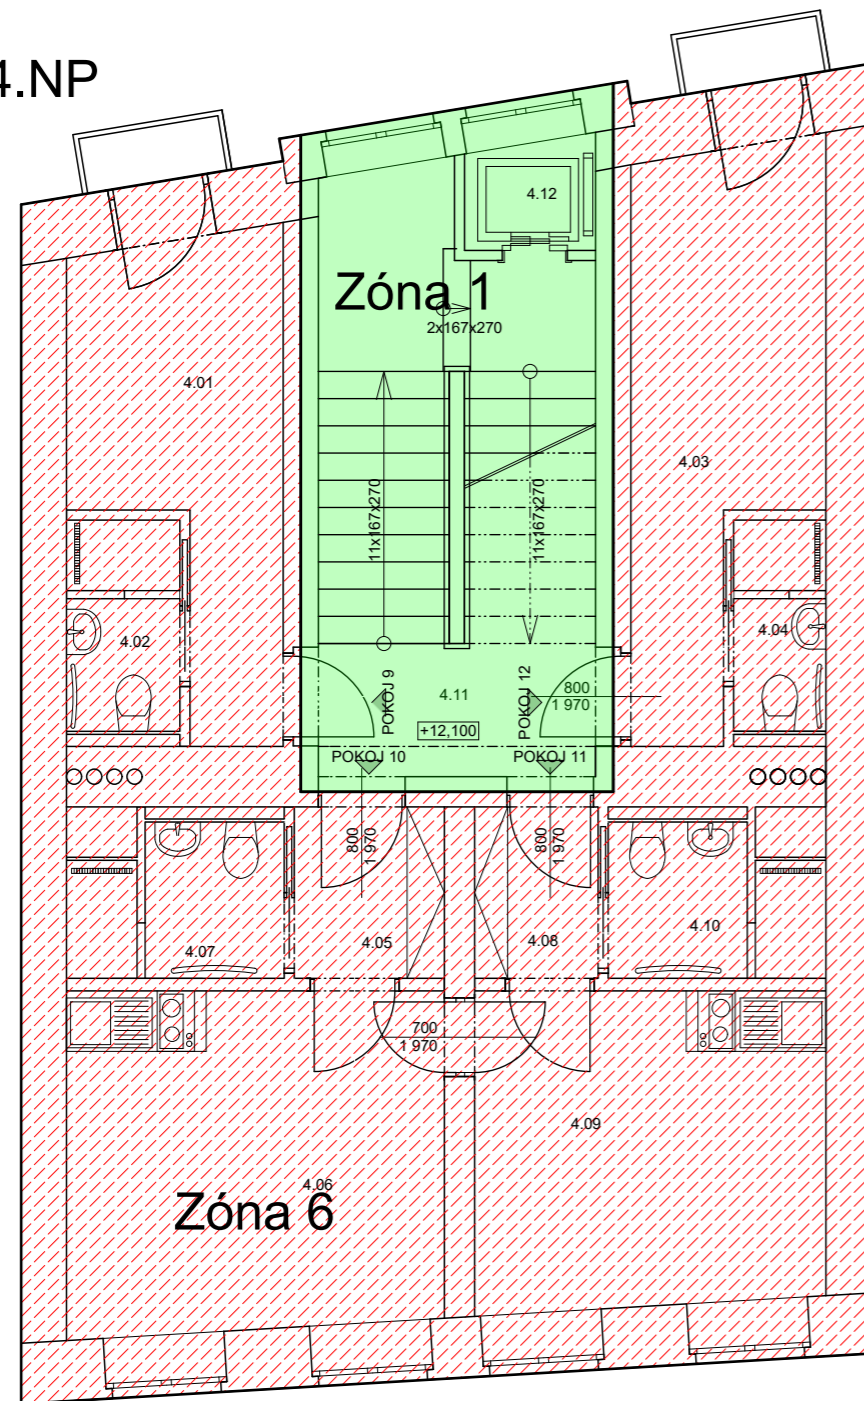 4.NP
4.12
Zóna 1
2x167x270
4.01
4.03
11x167x270
11x167x270
4.02
4.04
POKOJ 9
4.11
POKOJ 12
800
1 970
+12,100
POKOJ 10
POKOJ 11
800
1 970
800
1 970
4.07
4.05
4.08
4.10
700
1 970
4.09
4.06
Zóna 6